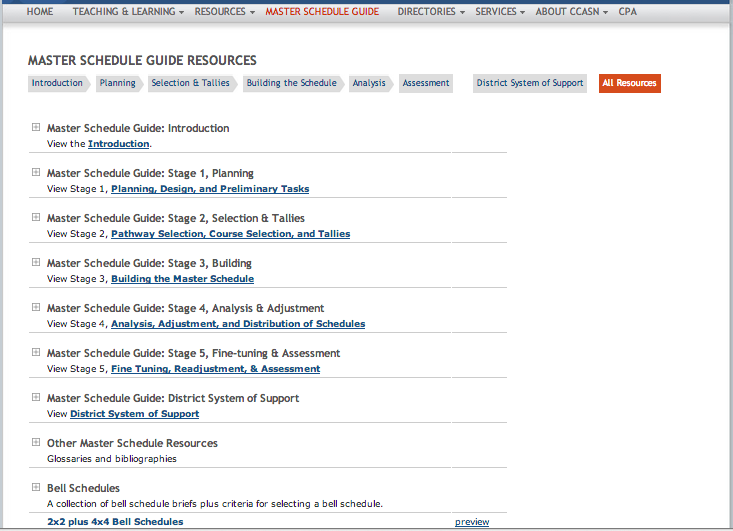 HOME TEACHING & LEARNING RESOURCES MASTER SCHEDULE GUIDE DIRECTORIES SERVICES ABOUT CCASN CPA
MASTER SCHEDULE GUIDE RESOURCES
Introduction Planning Selection & Tallies Building the Schedule Analysis Assessment District System of Support All Resources
Master Schedule Guide: Introduction
View the Introduction.
Master Schedule Guide: Stage 1, Planning
View Stage 1, Planning, Design, and Preliminary Tasks
Master Schedule Guide: Stage 2, Selection & Tallies
View Stage 2, Pathway Selection, Course Selection, and Tallies
Master Schedule Guide: Stage 3, Building
View Stage 3, Building the Master Schedule
Master Schedule Guide: Stage 4, Analysis & Adjustment
View Stage 4, Analysis, Adjustment, and Distribution of Schedules
Master Schedule Guide: Stage 5, Fine-tuning & Assessment
View Stage 5, Fine Tuning, Readjustment, & Assessment
Master Schedule Guide: District System of Support
View District System of Support
Other Master Schedule Resources
Glossaries and bibliographies
Bell Schedules
A collection of bell schedule briefs plus criteria for selecting a bell schedule.
2x2 plus 4x4 Bell Schedules preview